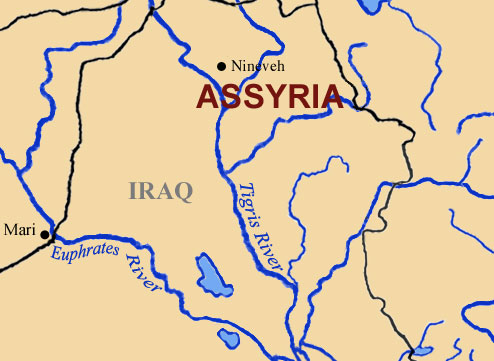 Nineveh
ASSYRIA
IRAQ
Tigris River
Mari
Euphrates River